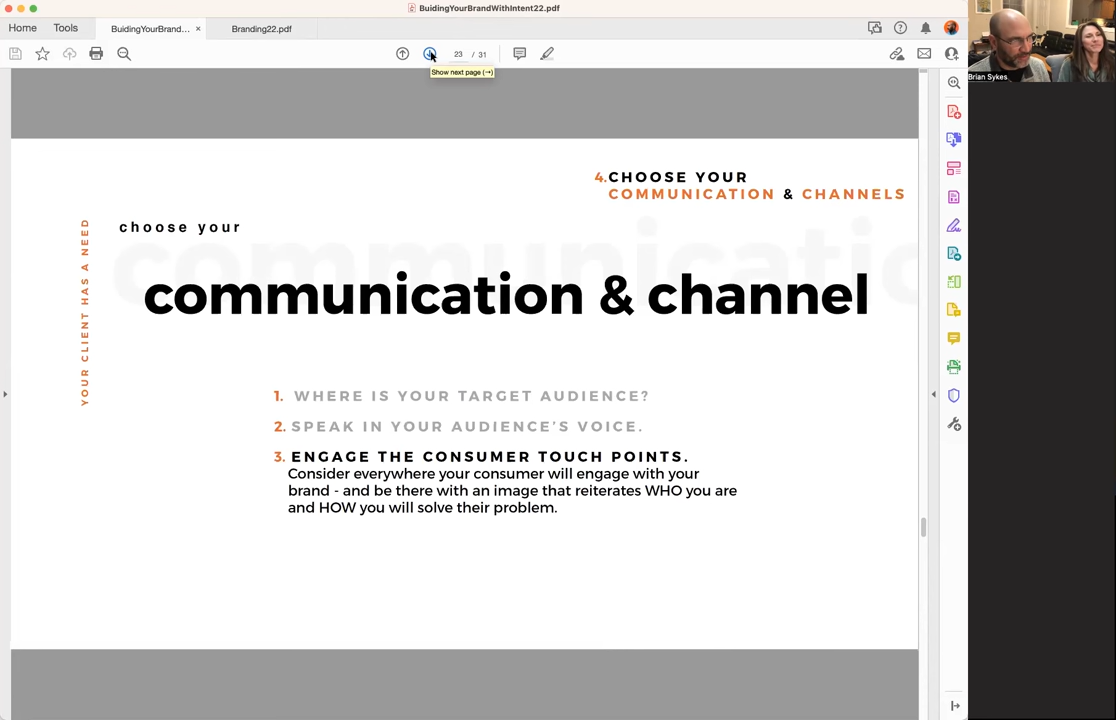 BuidingYourBrandWithIntent22.pdf
Home
Tools
BuidingYourBrand...
×
Branding22.pdf
23 / 31
Show next page (→)
Brian Sykes
4.CHOOSE YOUR
COMMUNICATION & CHANNELS
YOUR CLIENT HAS A NEED
choose your
communicatio
communication & channel
1. WHERE IS YOUR TARGET AUDIENCE?
2. SPEAK IN YOUR AUDIENCE'S VOICE.
3. ENGAGE THE CONSUMER TOUCH POINTS.
Consider everywhere your consumer will engage with your
brand - and be there with an image that reiterates WHO you are
and HOW you will solve their problem.